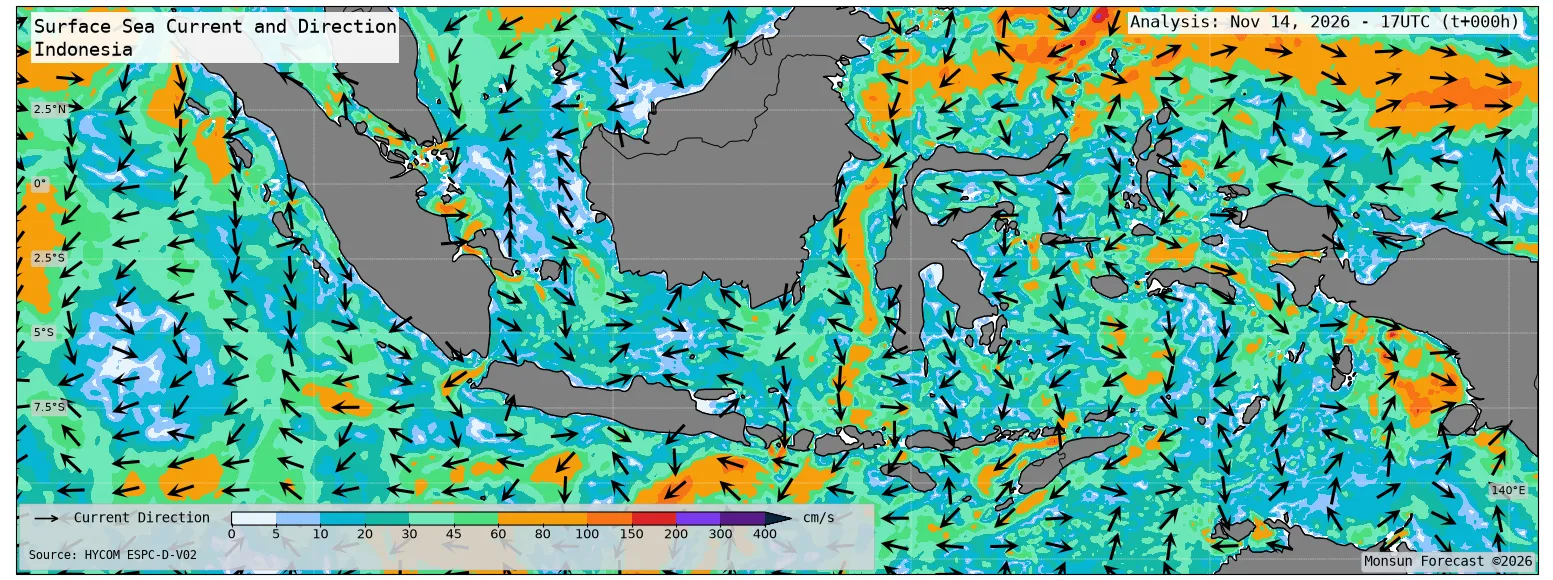 Surface Sea Current and Direction
Indonesia
Analysis: Nov 14, 2026 - 17UTC (t+000h)
2.5°N
0°
2.5°S
5°S
7.5°S
140°E
Current Direction
0 5 10 20 30 45 60 80 100 150 200 300 400
cm/s
Source: HYCOM ESPC-D-V02
Monsun Forecast ©2026